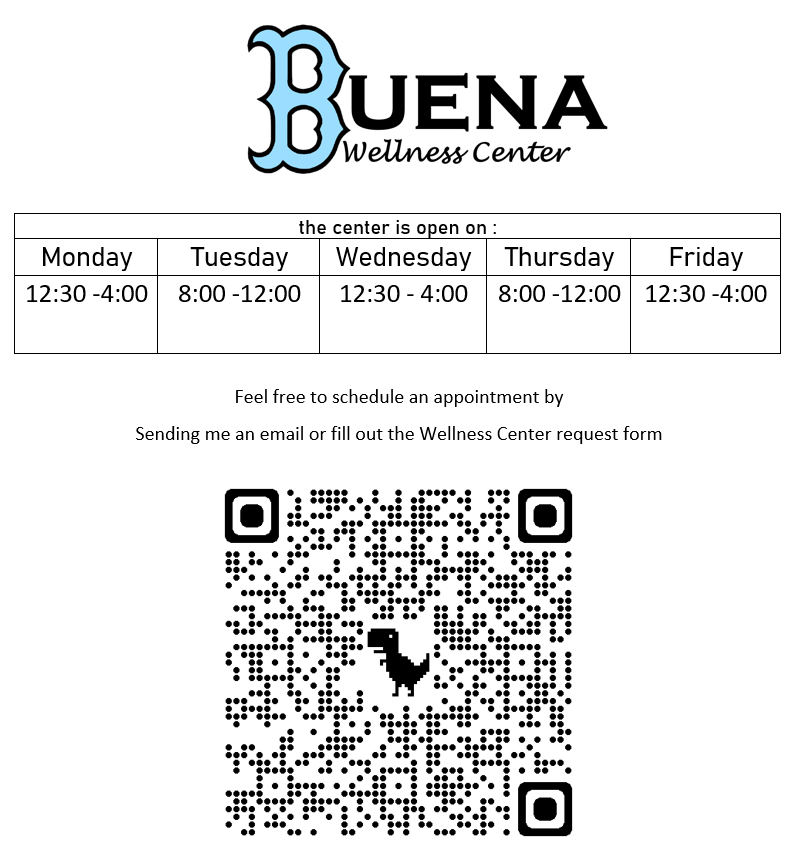 BUENA
Wellness Center
the center is open on :
Monday Tuesday Wednesday Thursday Friday
12:30 -4:00 8:00 -12:00 12:30 - 4:00 8:00 -12:00 12:30 -4:00
Feel free to schedule an appointment by
Sending me an email or fill out the Wellness Center request form